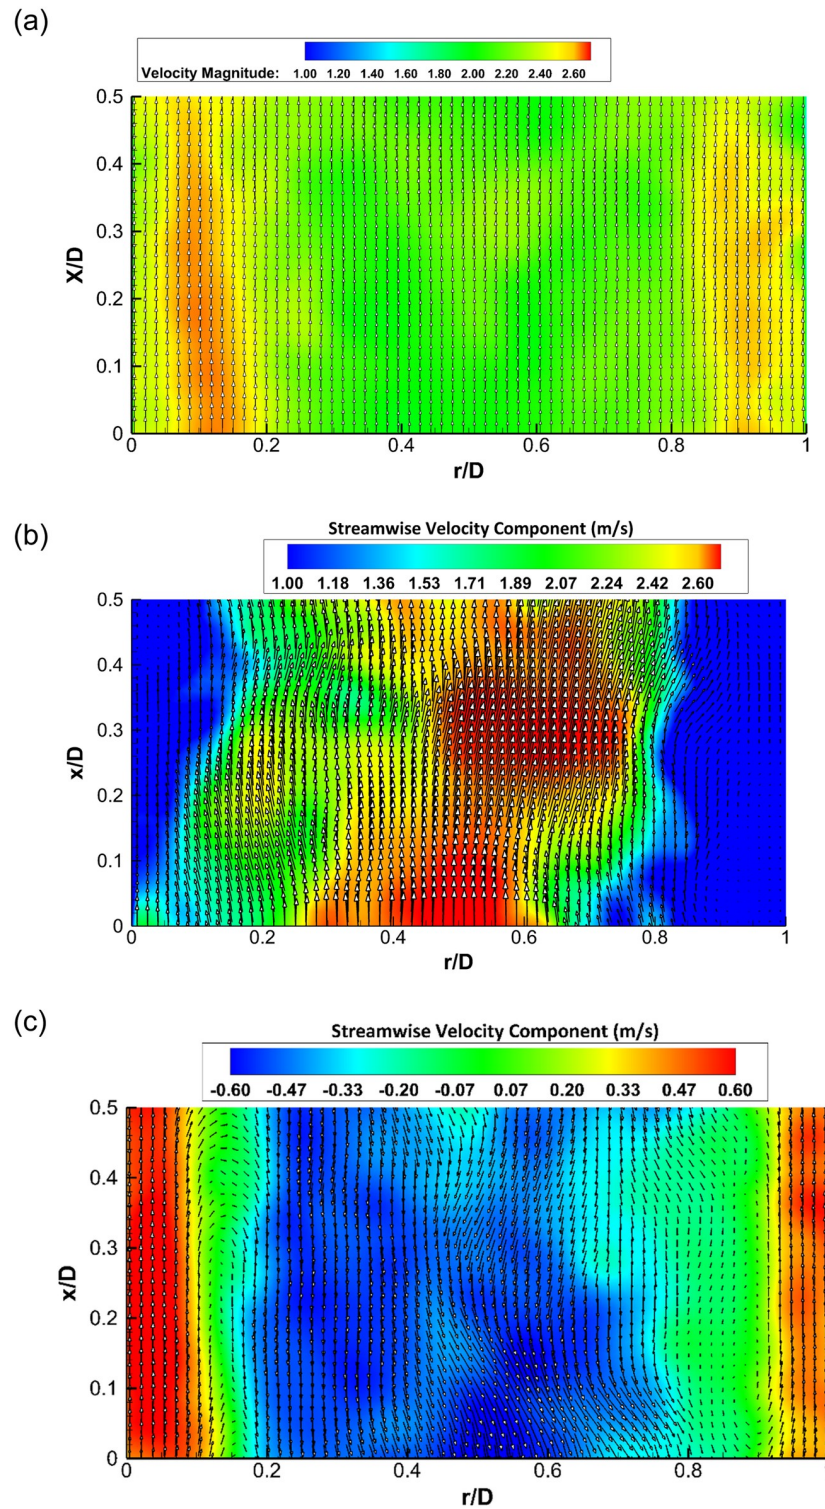 (a)
Velocity Magnitude: 1.00 1.20 1.40 1.60 1.80 2.00 2.20 2.40 2.60
0.5
0.4
0.3
X/D
0.2
0.1
0
0 0.2 0.4 0.6 0.8 1
r/D
(b)
Streamwise Velocity Component (m/s)
1.00 1.18 1.36 1.53 1.71 1.89 2.07 2.24 2.42 2.60
0.5
0.4
0.3
x/D
0.2
0.1
0
0 0.2 0.4 0.6 0.8 1
r/D
(c)
Streamwise Velocity Component (m/s)
-0.60 -0.47 -0.33 -0.20 -0.07 0.07 0.20 0.33 0.47 0.60
0.5
0.4
0.3
x/D
0.2
0.1
0
0 0.2 0.4 0.6 0.8
r/D